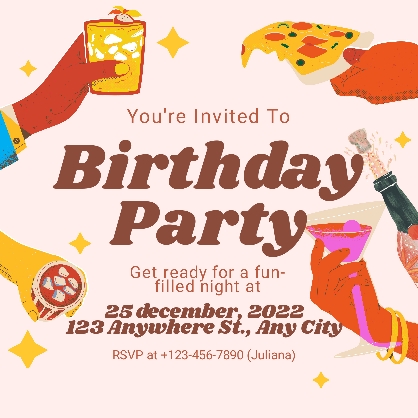 You're Invited To
Birthday
Party
Get ready for a fun-
filled night at
25 december, 2022
123 Anywhere St., Any City
RSVP at +123-456-7890 (Juliana)